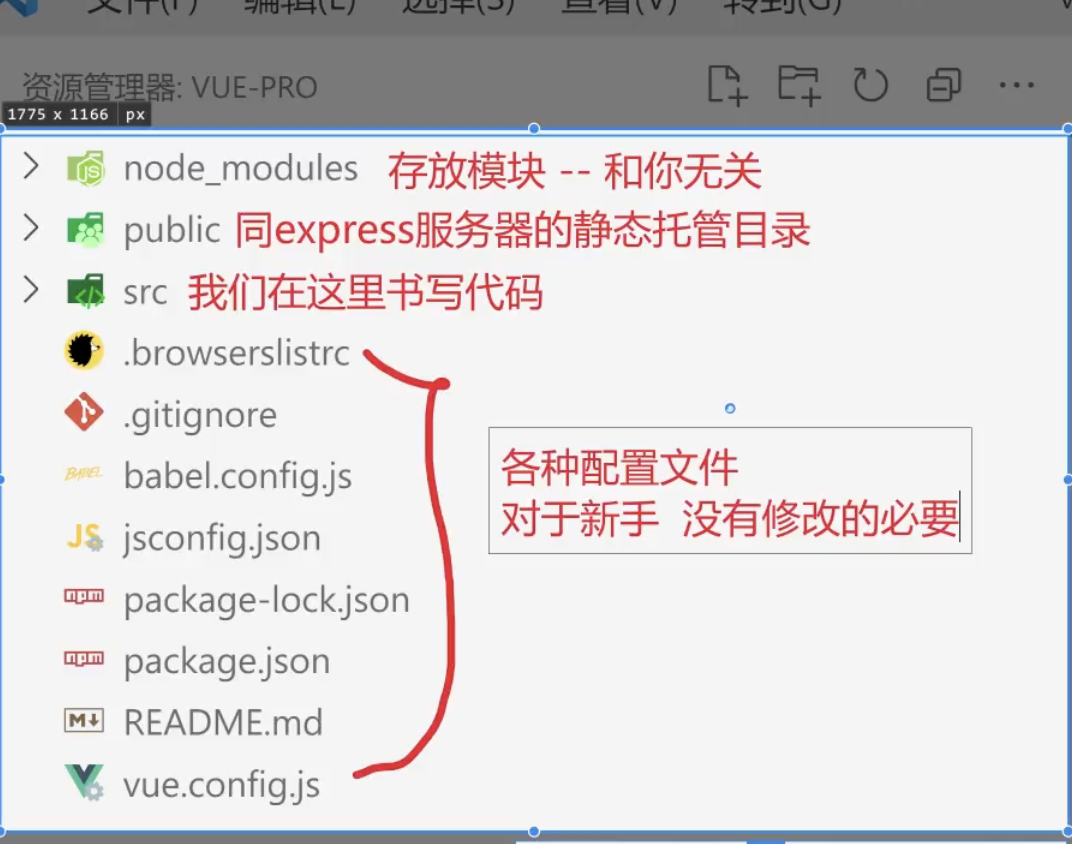 文件(F) 编辑(E) 选择(S) 查看(V) 转到(G)
资源管理器: VUE-PRO
1775 x 1166 px
node_modules 存放模块 -- 和你无关
public 同express服务器的静态托管目录
src 我们在这里书写代码
.browserslistrc
.gitignore
各种配置文件
BABEL babel.config.js
对于新手 没有修改的必要
JS jsconfig.json
npm package-lock.json
npm package.json
M README.md
vue.config.js